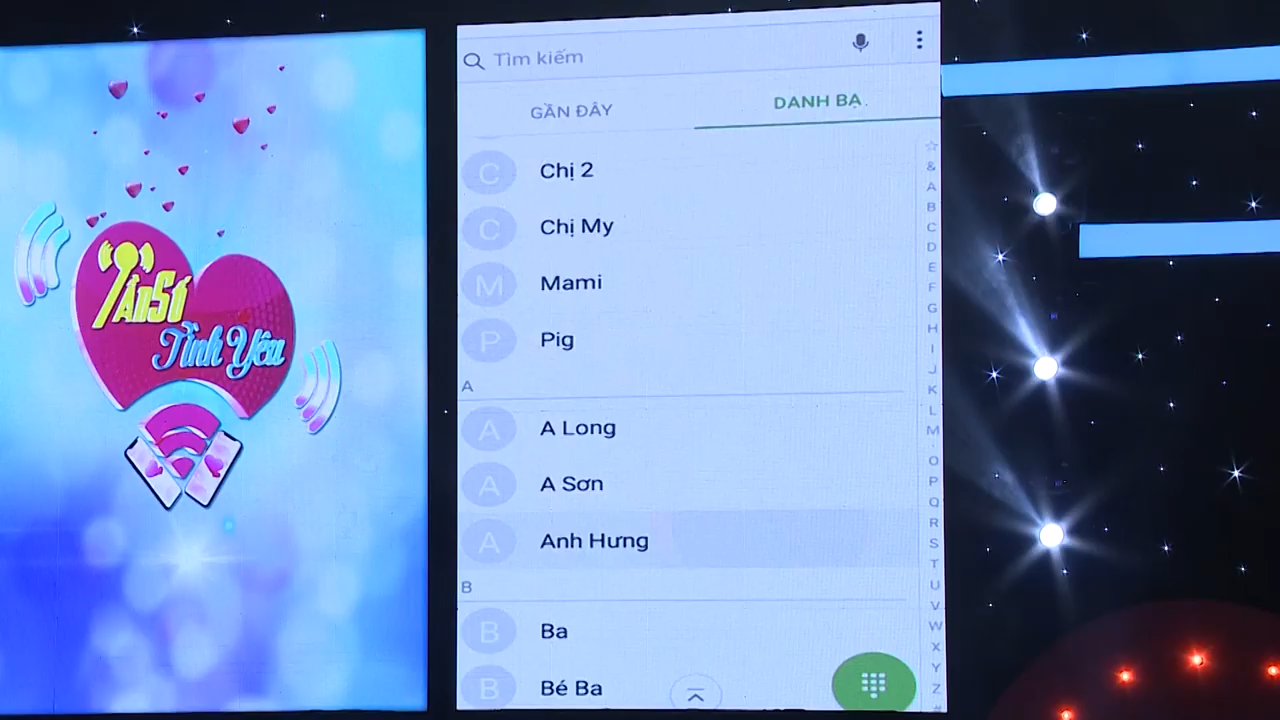 Tần Số
Tình Yêu
Tìm kiếm
GẦN ĐÂY
DANH BẠ
C Chị 2
C Chị My
M Mami
P Pig
A
A A Long
A A Sơn
A Anh Hưng
B
B Ba
B Bé Ba
☆
&
A
B
C
D
E
F
G
H
I
J
K
L
M
O
P
Q
R
S
T
U
V
W
X
Y
Z
#